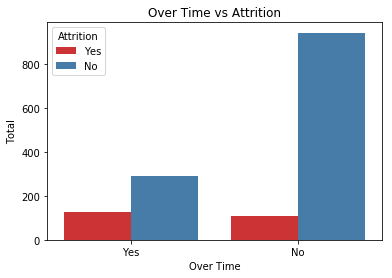 Over Time vs Attrition
Attrition
Yes
No
Total
800
600
400
200
0
Yes
No
Over Time